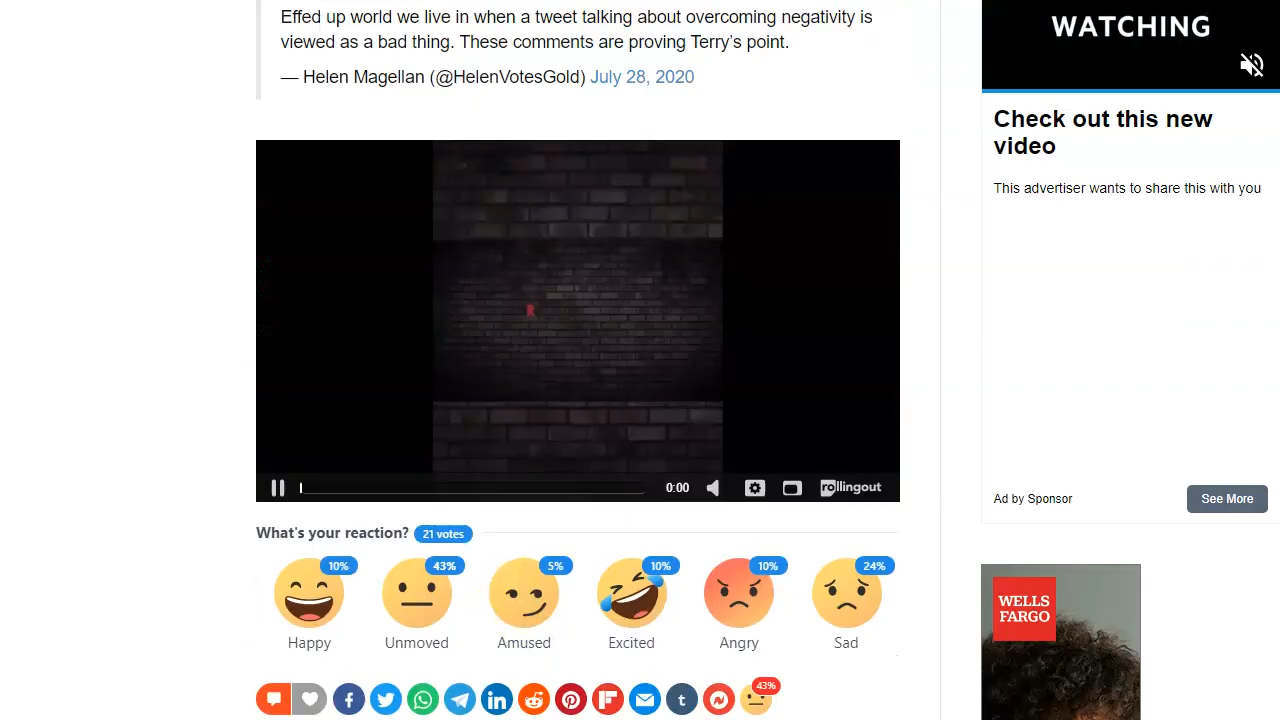 Effed up world we live in when a tweet talking about overcoming negativity is
viewed as a bad thing. These comments are proving Terry’s point.
— Helen Magellan (@HelenVotesGold) July 28, 2020
WATCHING
Check out this new
video
This advertiser wants to share this with you
R
0:00
rollingout
Ad by Sponsor
See More
What's your reaction? 21 votes
10% 43% 5% 10% 10% 24%
Happy Unmoved Amused Excited Angry Sad
WELLS
FARGO
43%